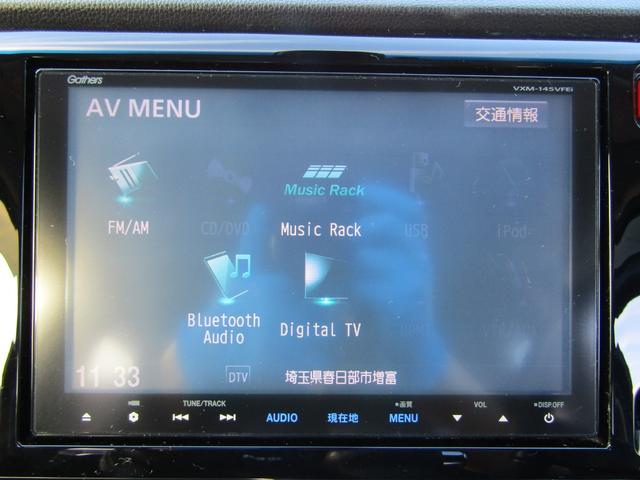 Gathers
VXM-145VFEi
AV MENU
交通情報
Music Rack
FM/AM
CD/DVD
Music Rack
USB
iPod
Bluetooth
Audio
Digital TV
11 33
DTV
埼玉県春日部市増富
TUNE/TRACK
画質
VOL
DISP.OFF
AUDIO
現在地
MENU